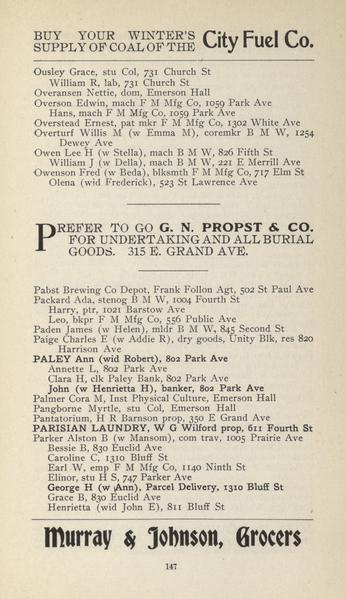 BUY YOUR WINTER'S
SUPPLY OF COAL OF THE City Fuel Co.
Ousley Grace, stu Col, 731 Church St
William R, lab, 731 Church St
Overansen Nettie, dom, Emerson Hall
Overson Edwin, mach F M Mfg Co, 1059 Park Ave
Hans, mach F M Mfg Co, 1059 Park Ave
Overstead Ernest, pat mkr F M Mfg Co, 1302 White Ave
Overturf Willis M (w Emma M), coremkr B M W, 1254
Dewey Ave
Owen Lee H (w Stella), mach B M W, 826 Fifth St
William J (w Della), mach B M W, 221 E Merrill Ave
Owenson Fred (w Beda), blksmth F M Mfg Co, 717 Elm St
Olena (wid Frederick), 523 St Lawrence Ave
PREFER TO GO G. N. PROPST & CO.
FOR UNDERTAKING AND ALL BURIAL
GOODS. 315 E. GRAND AVE.
Pabst Brewing Co Depot, Frank Follon Agt, 502 St Paul Ave
Packard Ada, stenog B M W, 1004 Fourth St
Harry, ptr, 1021 Barstow Ave
Leo, bkpr F M Mfg Co, 556 Public Ave
Paden James (w Helen), mldr B M W, 845 Second St
Paige Charles E (w Addie R), dry goods, Unity Blk, res 820
Harrison Ave
PALEY Ann (wid Robert), 802 Park Ave
Annette L, 802 Park Ave
Clara H, clk Paley Bank, 802 Park Ave
John (w Henrietta H), banker, 802 Park Ave
Palmer Cora M, Inst Physical Culture, Emerson Hall
Pangborne Myrtle, stu Col, Emerson Hall
Pantatorium, H R Barnson prop, 350 E Grand Ave
PARISIAN LAUNDRY, W G Wilford prop, 611 Fourth St
Parker Alston B (w Mansom), com trav, 1005 Prairie Ave
Bessie B, 830 Euclid Ave
Caroline C, 1310 Bluff St
Earl W, emp F M Mfg Co, 1140 Ninth St
Elinor, stu H S, 747 Parker Ave
George H (w Ann), Parcel Delivery, 1310 Bluff St
Grace B, 830 Euclid Ave
Henrietta (wid John E), 811 Bluff St
Murray & Johnson, Grocers
147